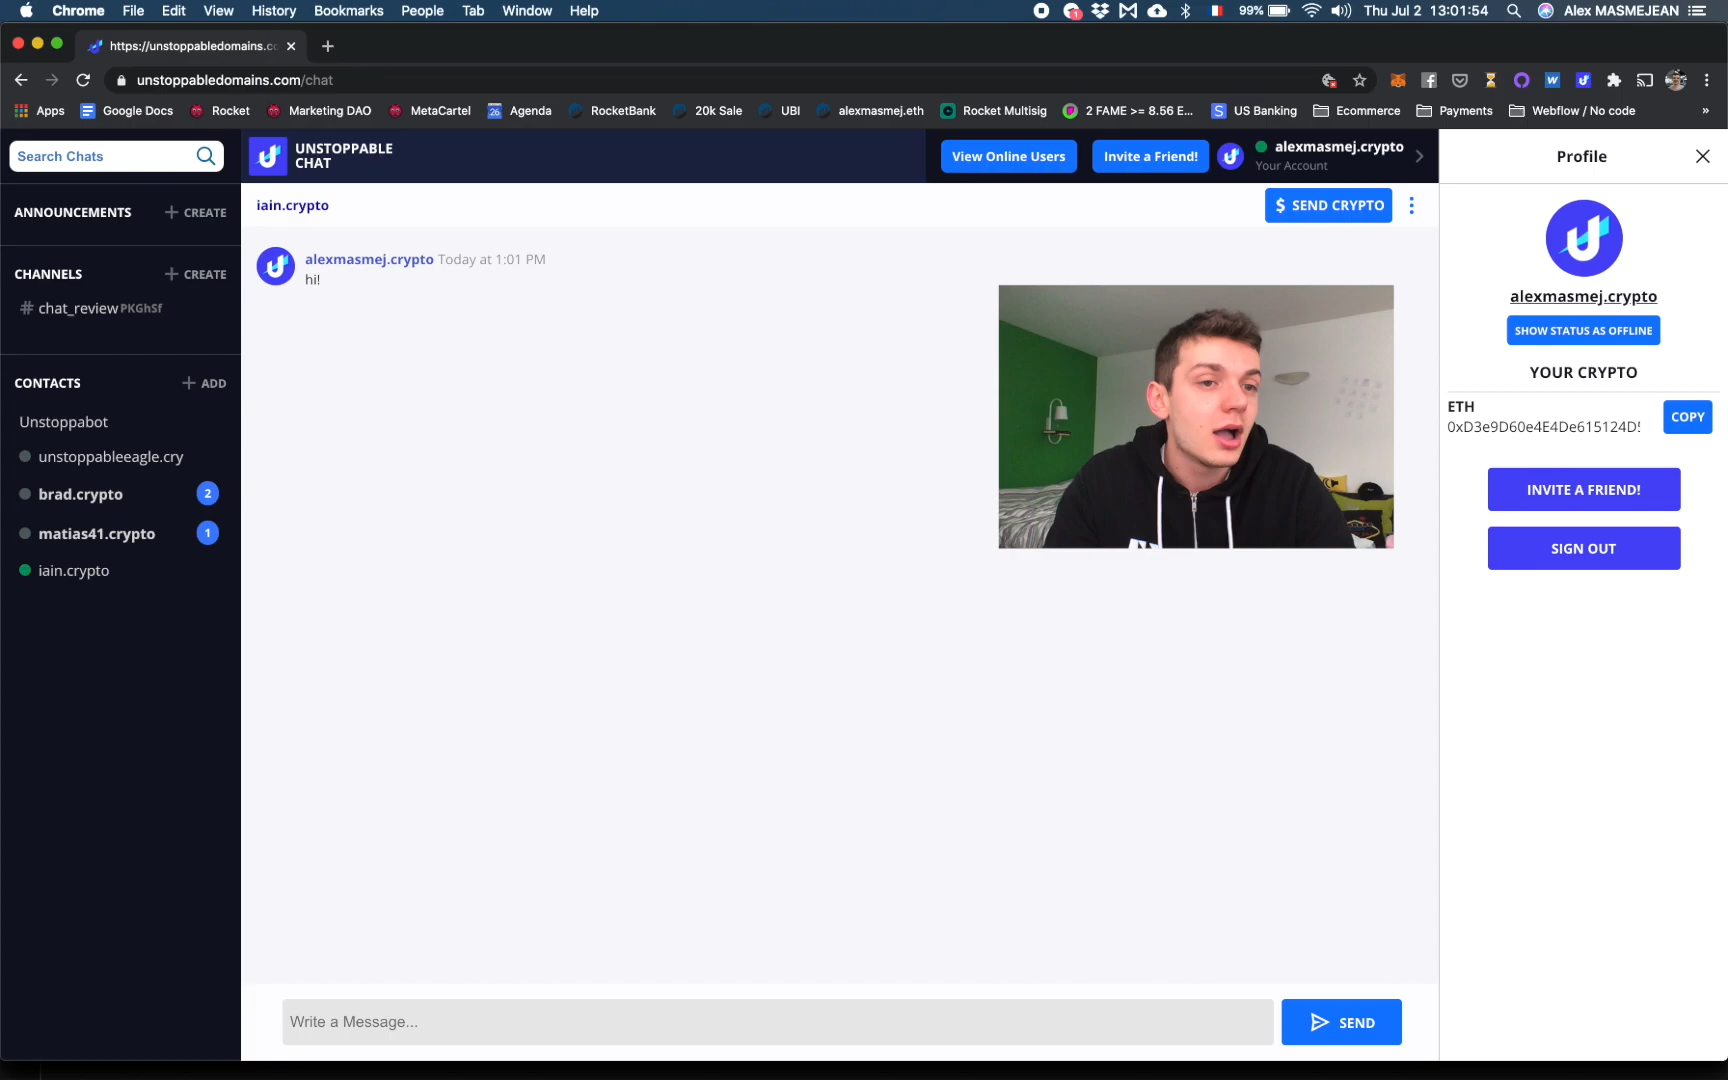 Chrome File Edit View History Bookmarks People Tab Window Help
1 99% Thu Jul 2 13:01:54 Alex MASMEJEAN
https://unstoppabledomains.cc
unstoppabledomains.com/chat
Apps Google Docs Rocket Marketing DAO MetaCartel 26 Agenda RocketBank 20k Sale UBI alexmasmej.eth Rocket Multisig 2 FAME >= 8.56 E... S US Banking Ecommerce Payments Webflow / No code »
Search Chats
UNSTOPPABLE
CHAT
View Online Users
Invite a Friend!
alexmasmej.crypto
Your Account
Profile
ANNOUNCEMENTS + CREATE
CHANNELS + CREATE
# chat_review PKGhSf
CONTACTS + ADD
Unstoppabot
unstoppableeagle.cry
brad.crypto 2
matias41.crypto 1
iain.crypto
iain.crypto
$ SEND CRYPTO
alexmasmej.crypto Today at 1:01 PM
hi!
Write a Message...
SEND
alexmasmej.crypto
SHOW STATUS AS OFFLINE
YOUR CRYPTO
ETH
0xD3e9D60e4E4De615124D
COPY
INVITE A FRIEND!
SIGN OUT